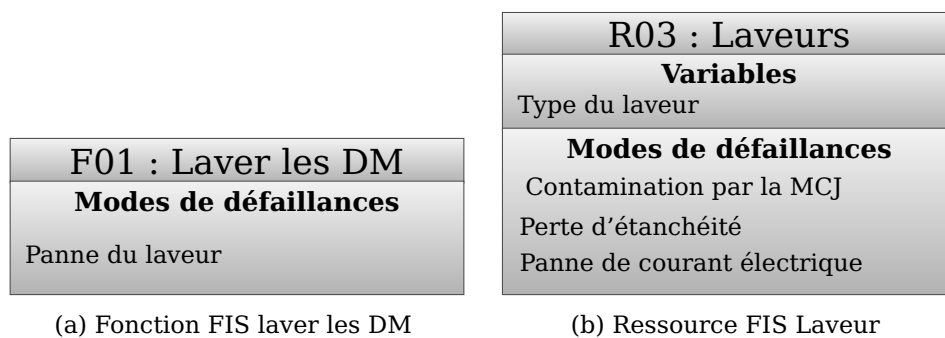 F01 : Laver les DM
Modes de défaillances
Panne du laveur
(a) Fonction FIS laver les DM
R03 : Laveurs
Variables
Type du laveur
Modes de défaillances
Contamination par la MCJ
Perte d’étanchéité
Panne de courant électrique
(b) Ressource FIS Laveur